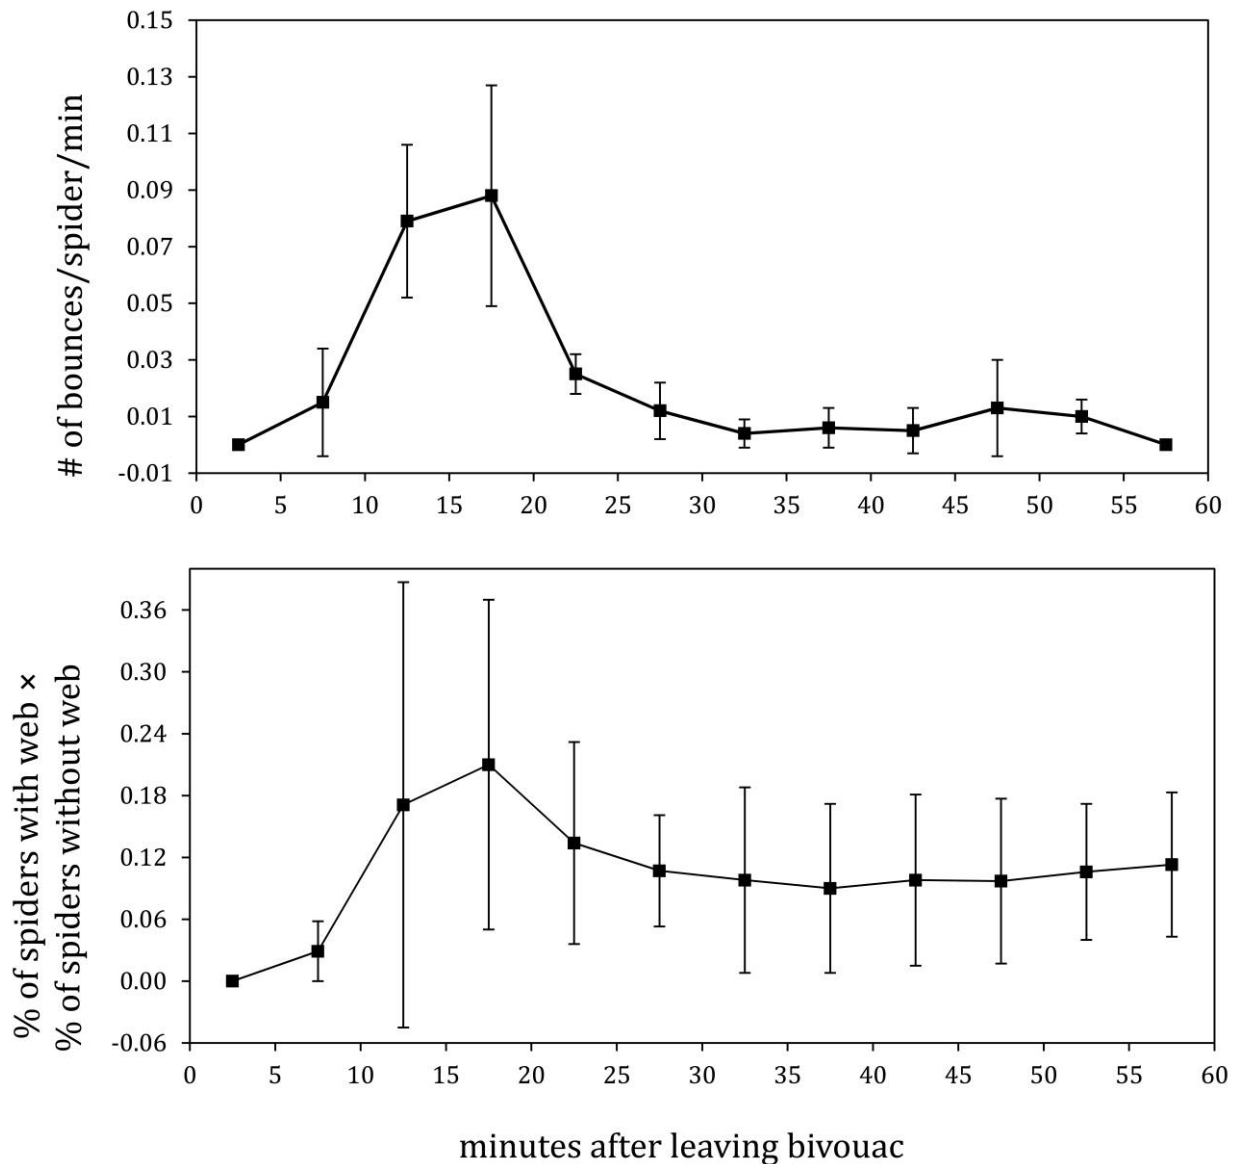 # of bounces/spider/min
0.15
0.13
0.11
0.09
0.07
0.05
0.03
0.01
-0.01
0 5 10 15 20 25 30 35 40 45 50 55 60
% of spiders with web ×
% of spiders without web
0.36
0.30
0.24
0.18
0.12
0.06
0.00
-0.06
0 5 10 15 20 25 30 35 40 45 50 55 60
minutes after leaving bivouac